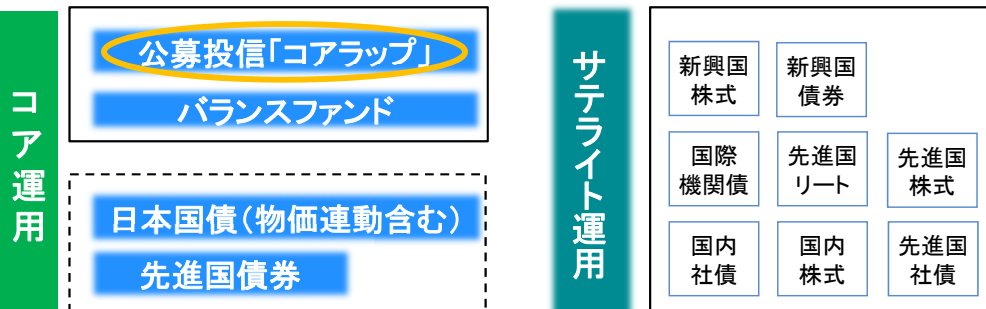 コア運用
公募投信「コアラップ」
バランスファンド
日本国債(物価連動含む)
先進国債券
サテライト運用
新興国
株式
新興国
債券
国際
機関債
先進国
リート
先進国
株式
国内
社債
国内
株式
先進国
社債